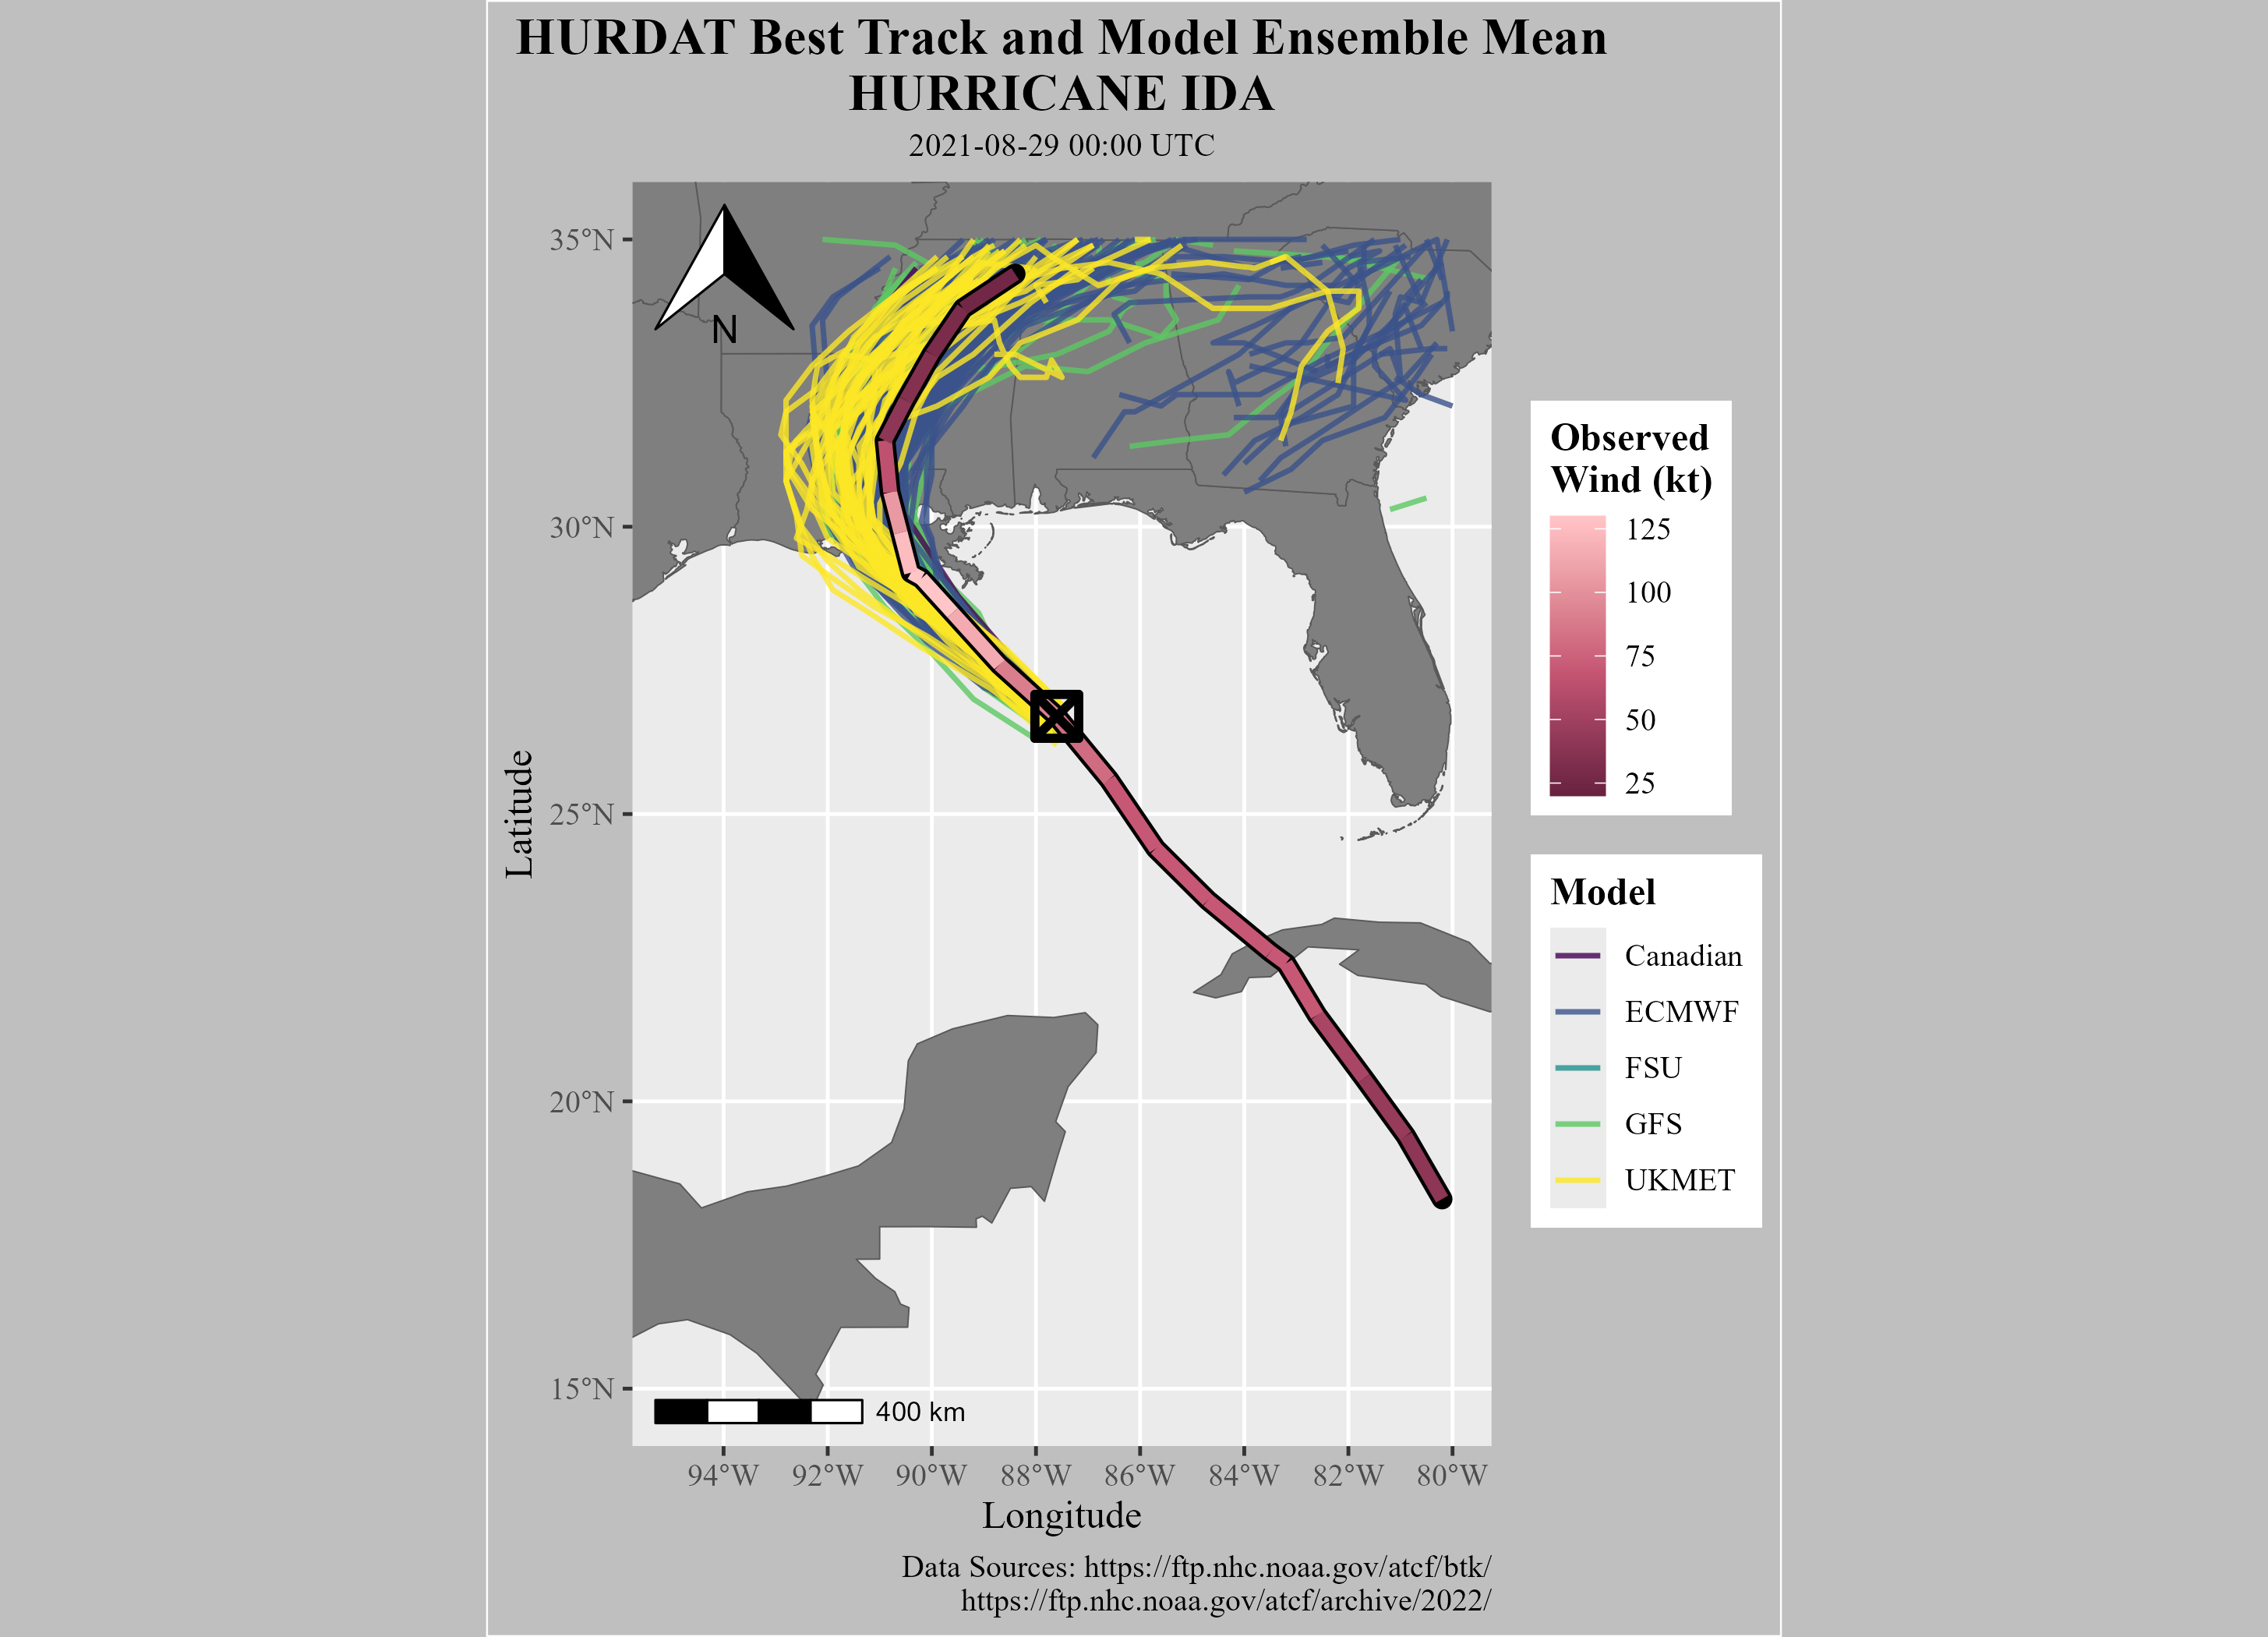 HURDAT Best Track and Model Ensemble Mean
HURRICANE IDA
2021-08-29 00:00 UTC
N
35°N
30°N
25°N
20°N
15°N
Latitude
400 km
94°W 92°W 90°W 88°W 86°W 84°W 82°W 80°W
Longitude
Observed
Wind (kt)
125
100
75
50
25
Model
Canadian
ECMWF
FSU
GFS
UKMET
Data Sources: https://ftp.nhc.noaa.gov/atcf/btk/
https://ftp.nhc.noaa.gov/atcf/archive/2022/